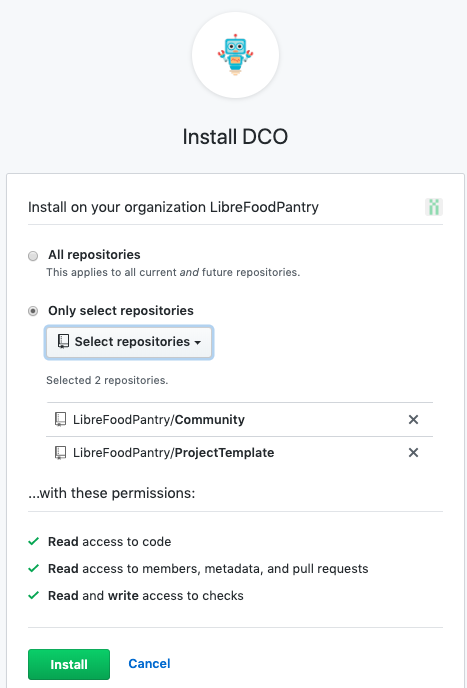 Install DCO
Install on your organization LibreFoodPantry
All repositories
This applies to all current and future repositories.
Only select repositories
Select repositories
Selected 2 repositories.
LibreFoodPantry/Community
LibreFoodPantry/ProjectTemplate
...with these permissions:
Read access to code
Read access to members, metadata, and pull requests
Read and write access to checks
Install Cancel